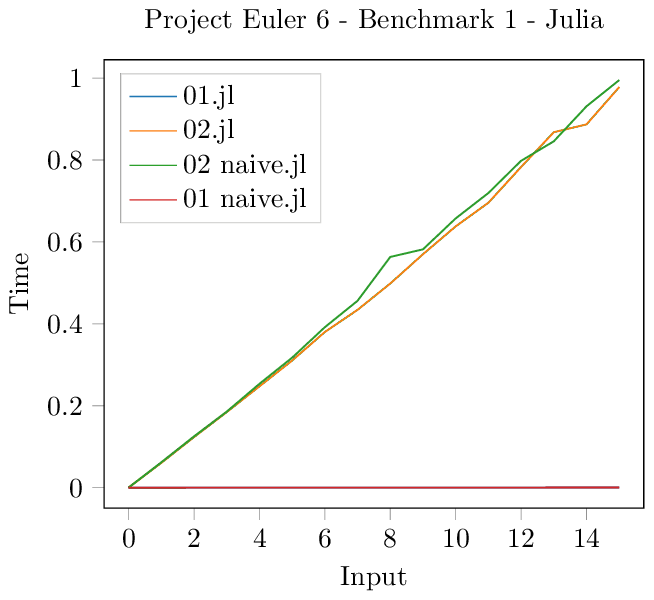 Project Euler 6 - Benchmark 1 - Julia
1
0.8
0.6
0.4
0.2
0
Time
01.jl
02.jl
02 naive.jl
01 naive.jl
0 2 4 6 8 10 12 14
Input